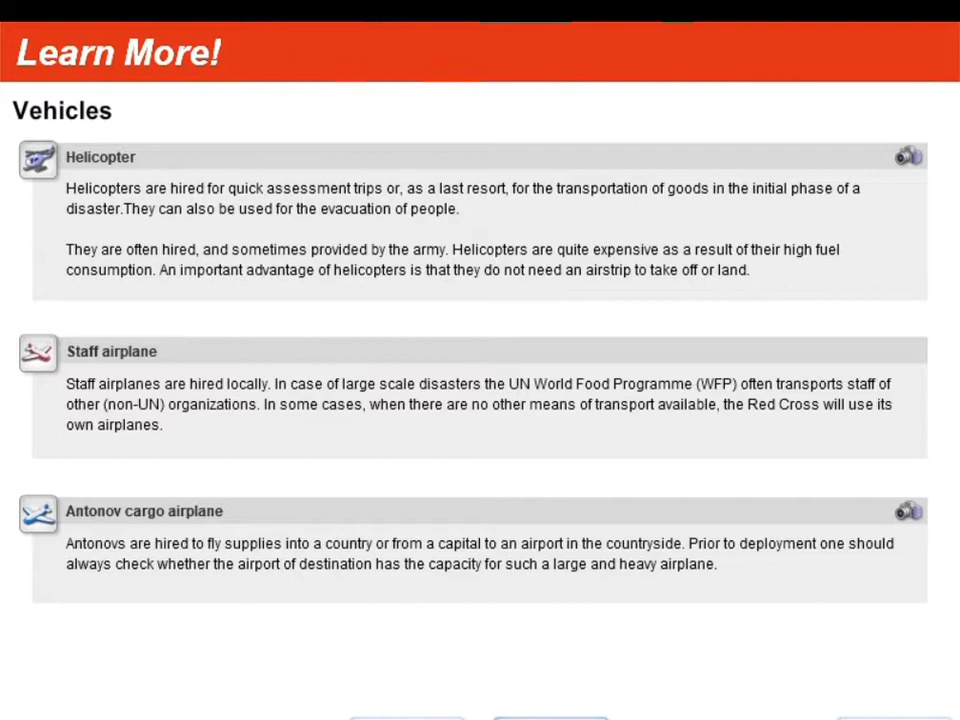 Learn More!
Vehicles
Helicopter
Helicopters are hired for quick assessment trips or, as a last resort, for the transportation of goods in the initial phase of a
disaster.They can also be used for the evacuation of people.
They are often hired, and sometimes provided by the army. Helicopters are quite expensive as a result of their high fuel
consumption. An important advantage of helicopters is that they do not need an airstrip to take off or land.
Staff airplane
Staff airplanes are hired locally. In case of large scale disasters the UN World Food Programme (WFP) often transports staff of
other (non-UN) organizations. In some cases, when there are no other means of transport available, the Red Cross will use its
own airplanes.
Antonov cargo airplane
Antonovs are hired to fly supplies into a country or from a capital to an airport in the countryside. Prior to deployment one should
always check whether the airport of destination has the capacity for such a large and heavy airplane.